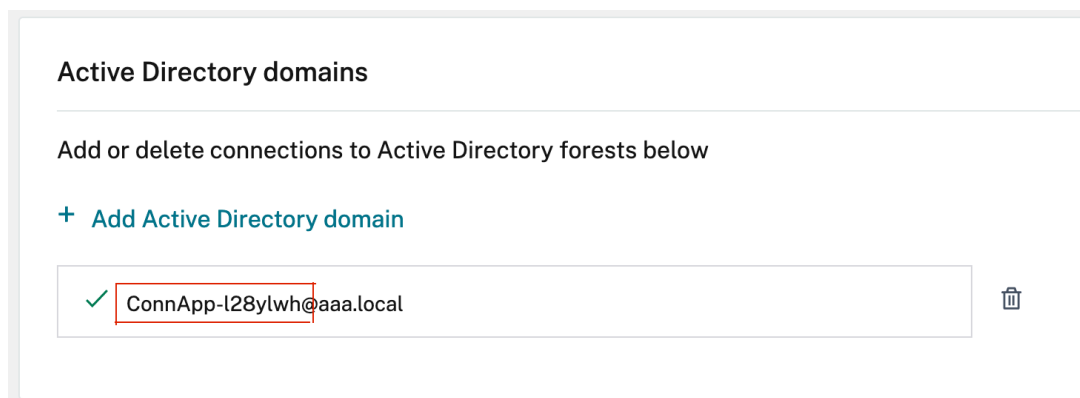 Active Directory domains
Add or delete connections to Active Directory forests below
+ Add Active Directory domain
ConnApp-l28ylwh@aaa.local